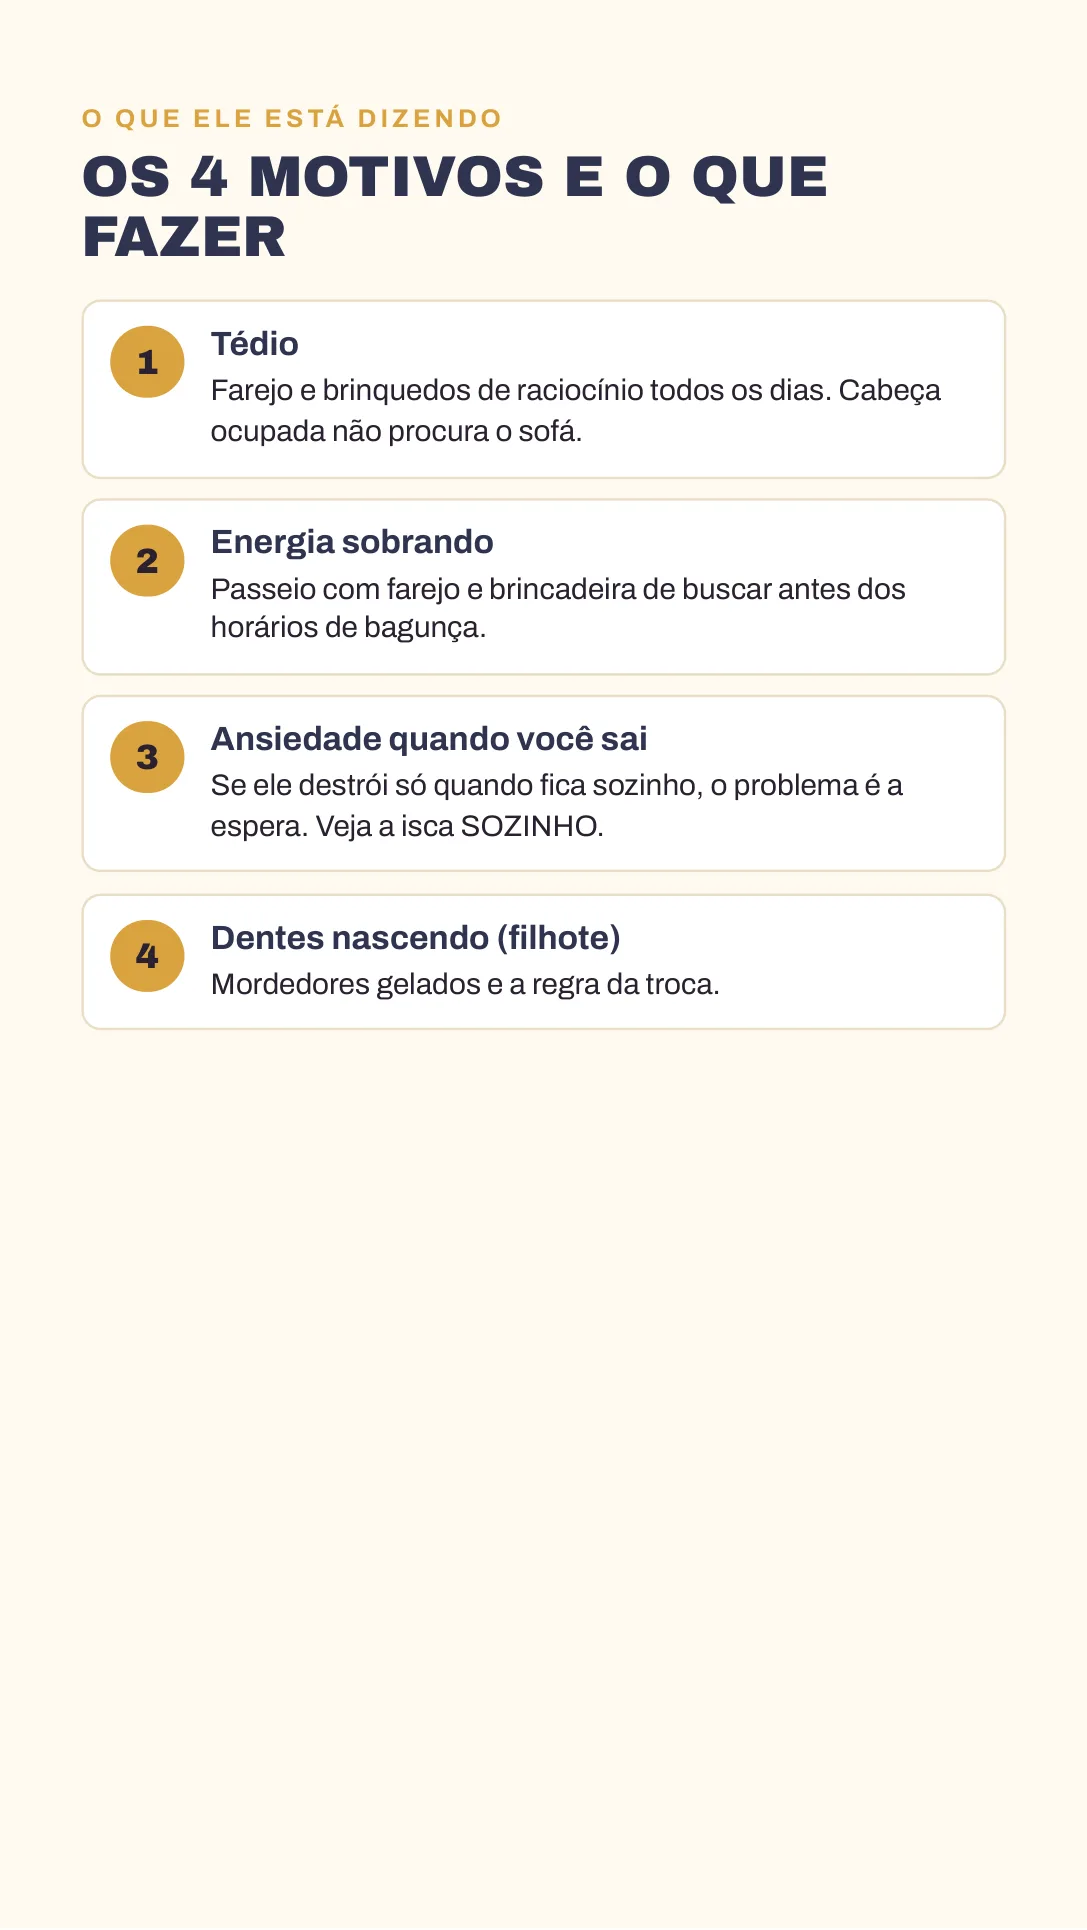 O QUE ELE ESTÁ DIZENDO
OS 4 MOTIVOS E O QUE
FAZER
1
Tédio
Farejo e brinquedos de raciocínio todos os dias. Cabeça
ocupada não procura o sofá.
2
Energia sobrando
Passeio com farejo e brincadeira de buscar antes dos
horários de bagunça.
3
Ansiedade quando você sai
Se ele destrói só quando fica sozinho, o problema é a
espera. Veja a isca SOZINHO.
4
Dentes nascendo (filhote)
Mordedores gelados e a regra da troca.